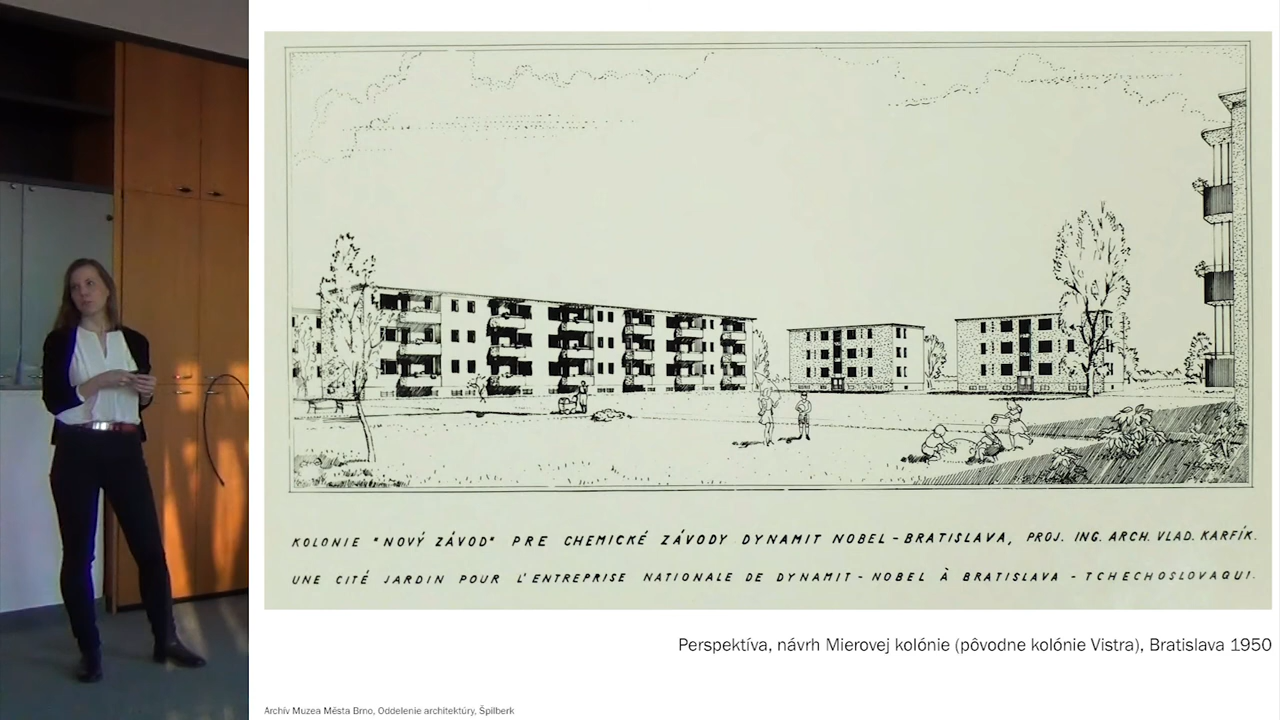 KOLONIE "NOVÝ ZÁVOD" PRE CHEMICKÉ ZÁVODY DYNAMIT NOBEL - BRATISLAVA, PROJ. ING. ARCH. VLAD. KARFÍK.
UNE CITÉ JARDIN POUR L'ENTREPRISE NATIONALE DE DYNAMIT - NOBEL À BRATISLAVA - TCHECHOSLOVAQUI.
Perspektíva, návrh Mierovej kolónie (pôvodne kolónie Vistra), Bratislava 1950
Archív Muzea Města Brno, Oddelenie architektúry, Špilberk